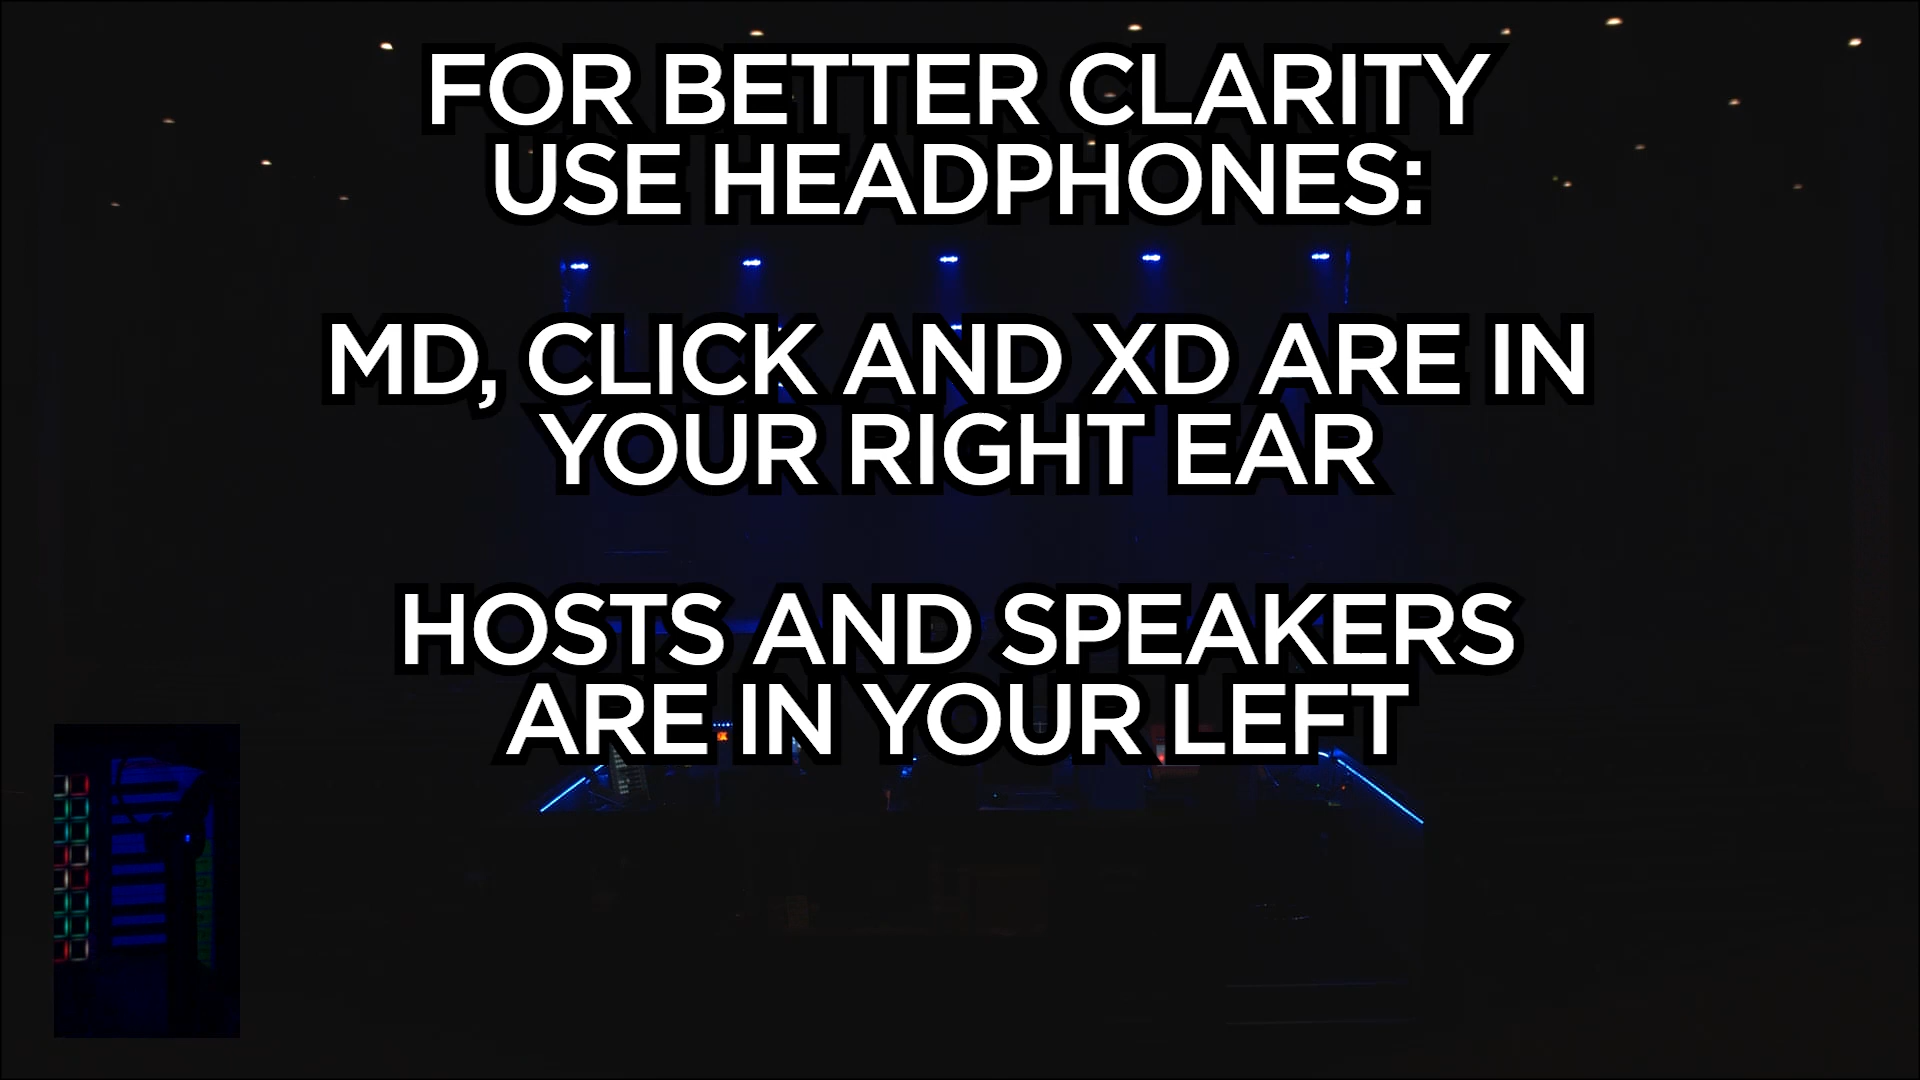 FOR BETTER CLARITY
USE HEADPHONES:
MD, CLICK AND XD ARE IN
YOUR RIGHT EAR
HOSTS AND SPEAKERS
ARE IN YOUR LEFT